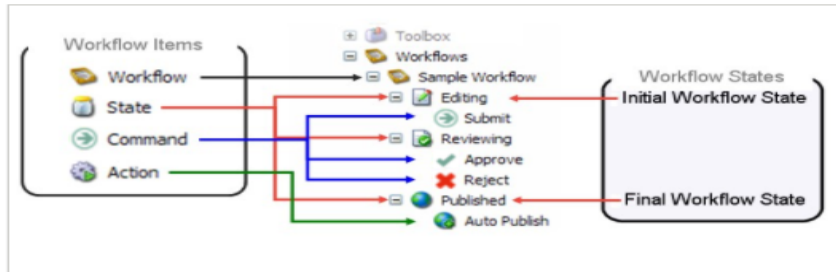 Workflow Items
Workflow
State
Command
Action
Toolbox
Workflows
Sample Workflow
Editing
Submit
Reviewing
Approve
Reject
Published
Auto Publish
Workflow States
Initial Workflow State
Final Workflow State